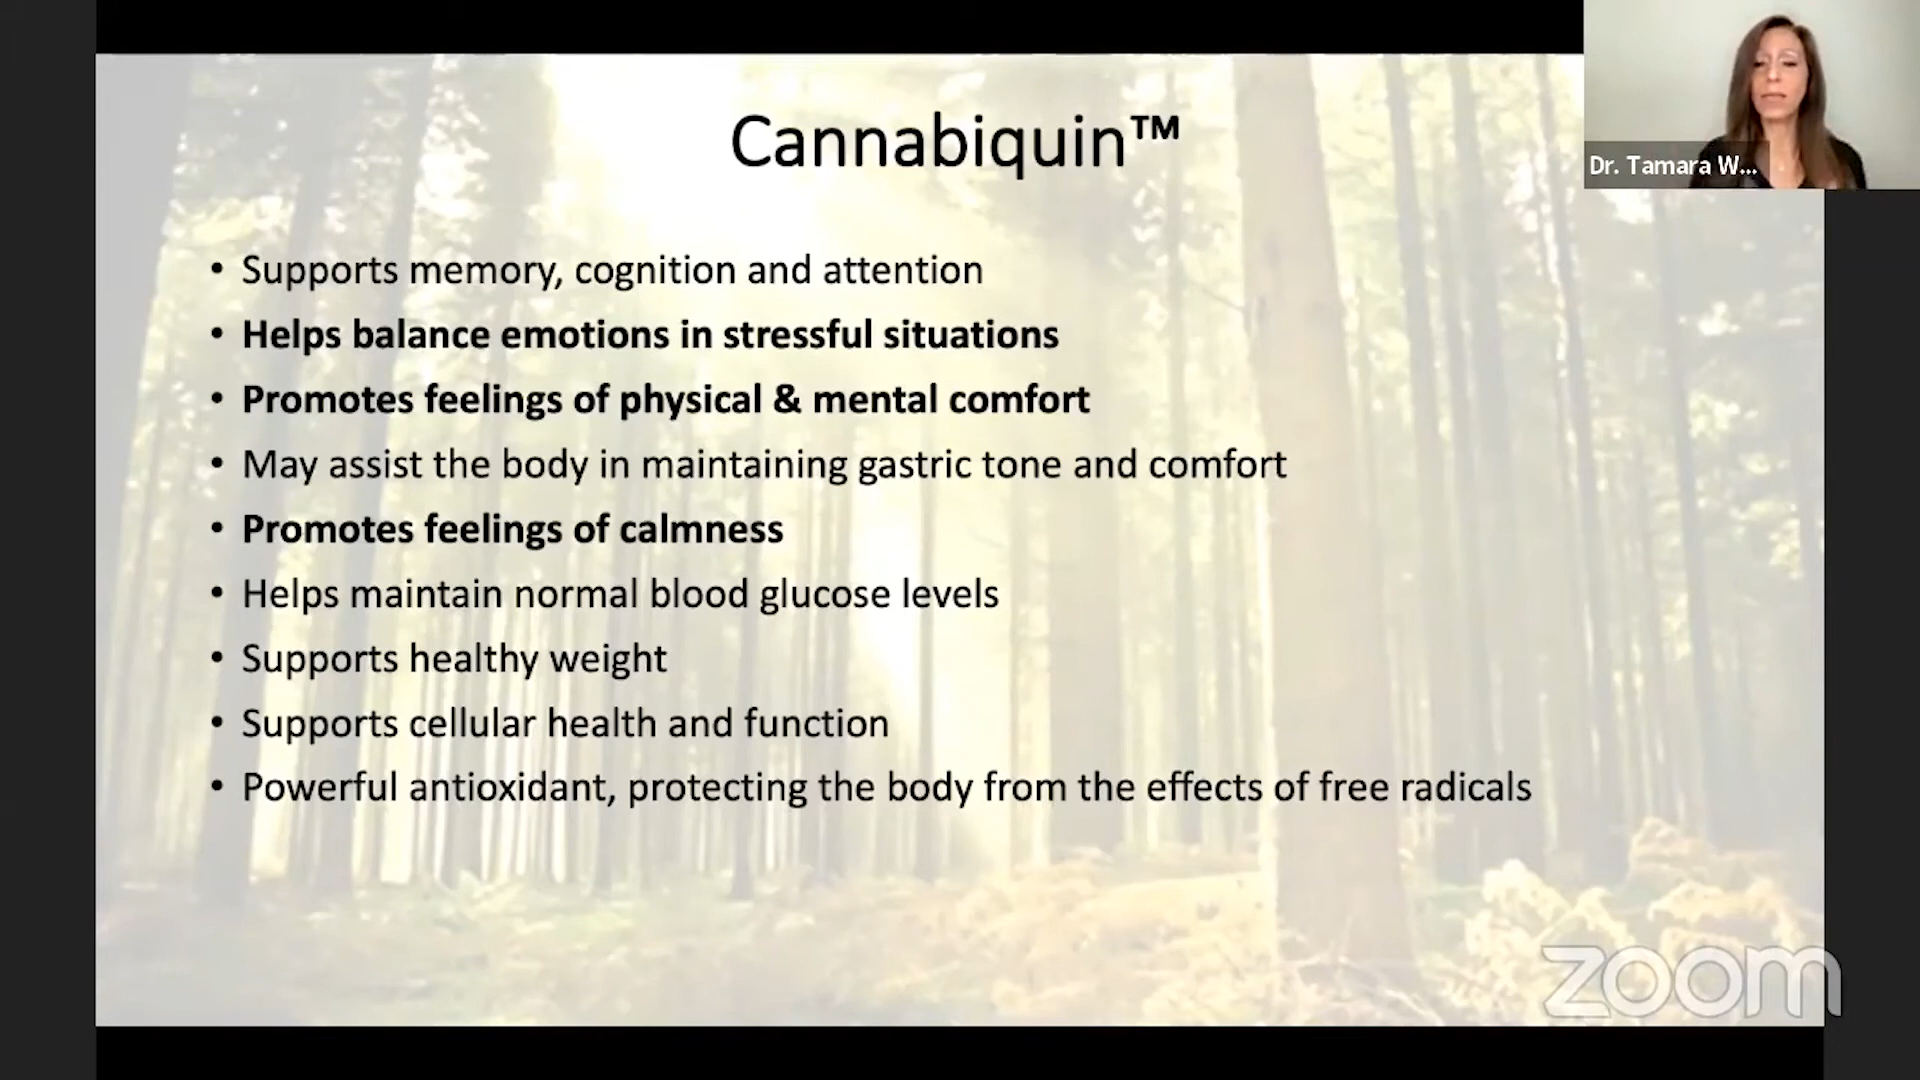 Cannabiquin™
Dr. Tamara W...
• Supports memory, cognition and attention
• Helps balance emotions in stressful situations
• Promotes feelings of physical & mental comfort
• May assist the body in maintaining gastric tone and comfort
• Promotes feelings of calmness
• Helps maintain normal blood glucose levels
• Supports healthy weight
• Supports cellular health and function
• Powerful antioxidant, protecting the body from the effects of free radicals
zoom